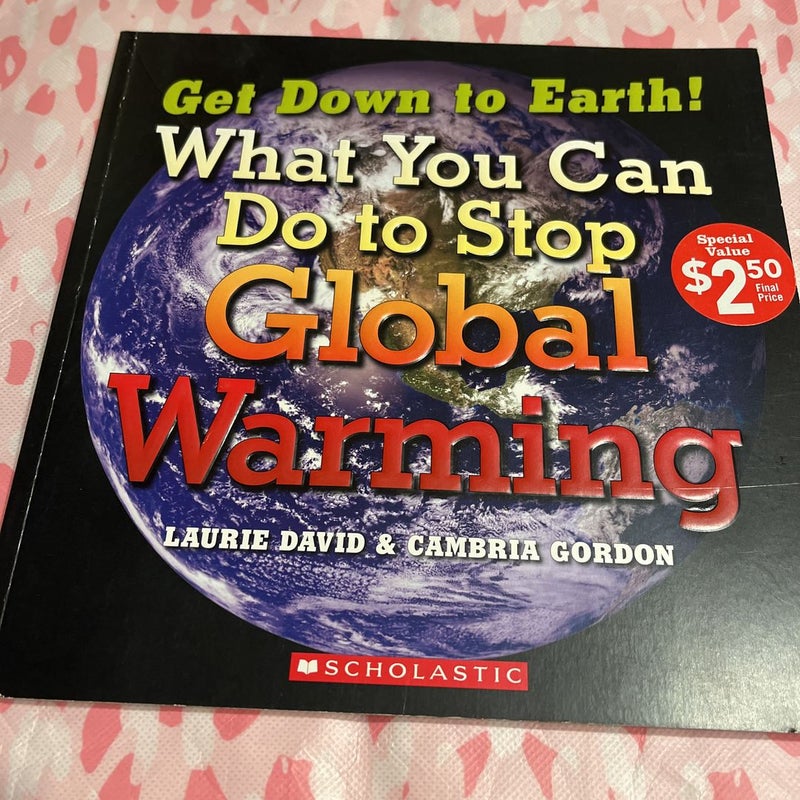 Get Down to Earth!
What You Can
Do to Stop
Global
Warming
Special
Value
$2.50
Final
Price
LAURIE DAVID & CAMBRIA GORDON
SCHOLASTIC